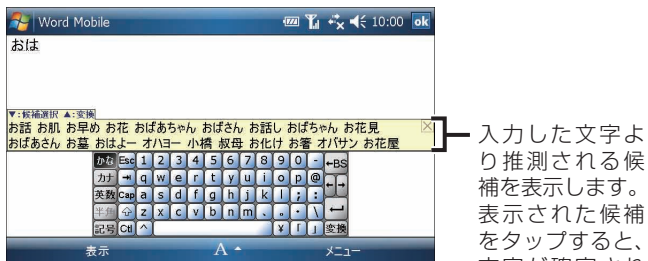 Word Mobile 10:00 ok
おは
▼:候補選択 ▲:変換
お話 お肌 お早め お花 おばあちゃん おばさん お話し おばちゃん お花見
おばあさん お墓 おはよー オハヨー 小橋 叔母 お化け お箸 オバサン お花屋
かな Esc 1 2 3 4 5 6 7 8 9 0 - ←BS
カナ q w e r t y u i o p @
英数 Cap a s d f g h j k l ; : ←→
半角 z x c v b n m 、 。 ・ \
記号 Ctl ^ ¥ 「 」 変換
表示 A メニュー
入力した文字よ
り推測される候
補を表示します。
表示された候補
をタップすると、